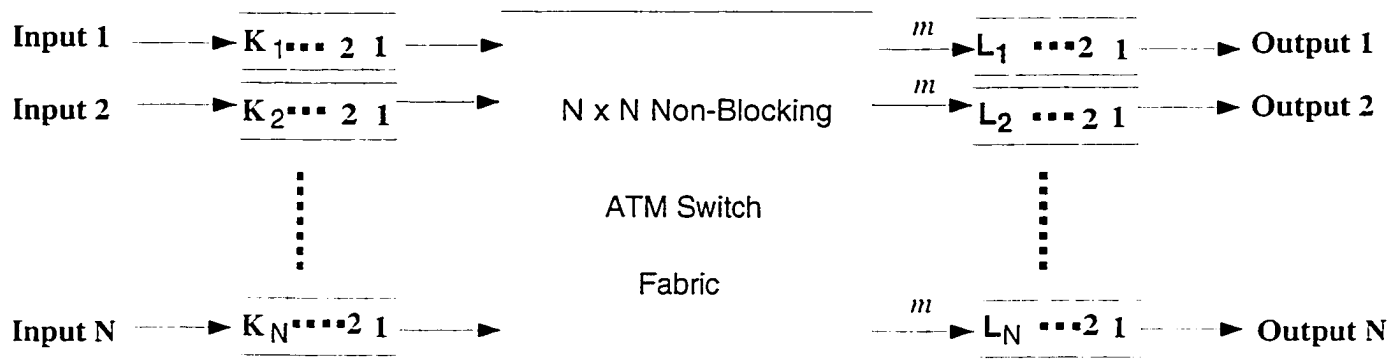 Input 1 K1 ··· 2 1 m L1 ··· 2 1 Output 1
Input 2 K2 ··· 2 1 N x N Non-Blocking m L2 ··· 2 1 Output 2
ATM Switch
Fabric
Input N KN ···· 2 1 m LN ··· 2 1 Output N